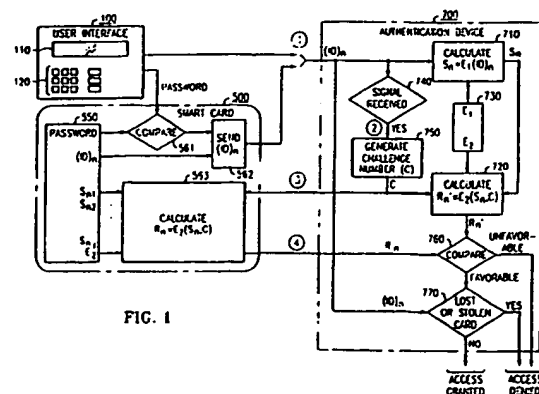 100
USER INTERFACE
110
120
PASSWORD
SMART CARD
500
550
PASSWORD
COMPARE
561
SEND
(ID)n
562
(ID)n
563
CALCULATE
Rn=E2(Sn,C)
Sn1
Sn2
Sn1
E2
1
(ID)n
3
4
Rn
700
AUTHENTICATION DEVICE
710
CALCULATE
Sn=E1(ID)n
Sn
740
SIGNAL
RECEIVED
2
YES
750
GENERATE
CHALLENGE
NUMBER (C)
C
730
E1
E2
720
CALCULATE
Rn'=E2(Sn,C)
Rn'
760
COMPARE
UNFAVOR-
ABLE
FAVORABLE
770
(ID)n
LOST
OR STOLEN
CARD
YES
NO
ACCESS
GRANTED
ACCESS
DENIED
FIG. 1